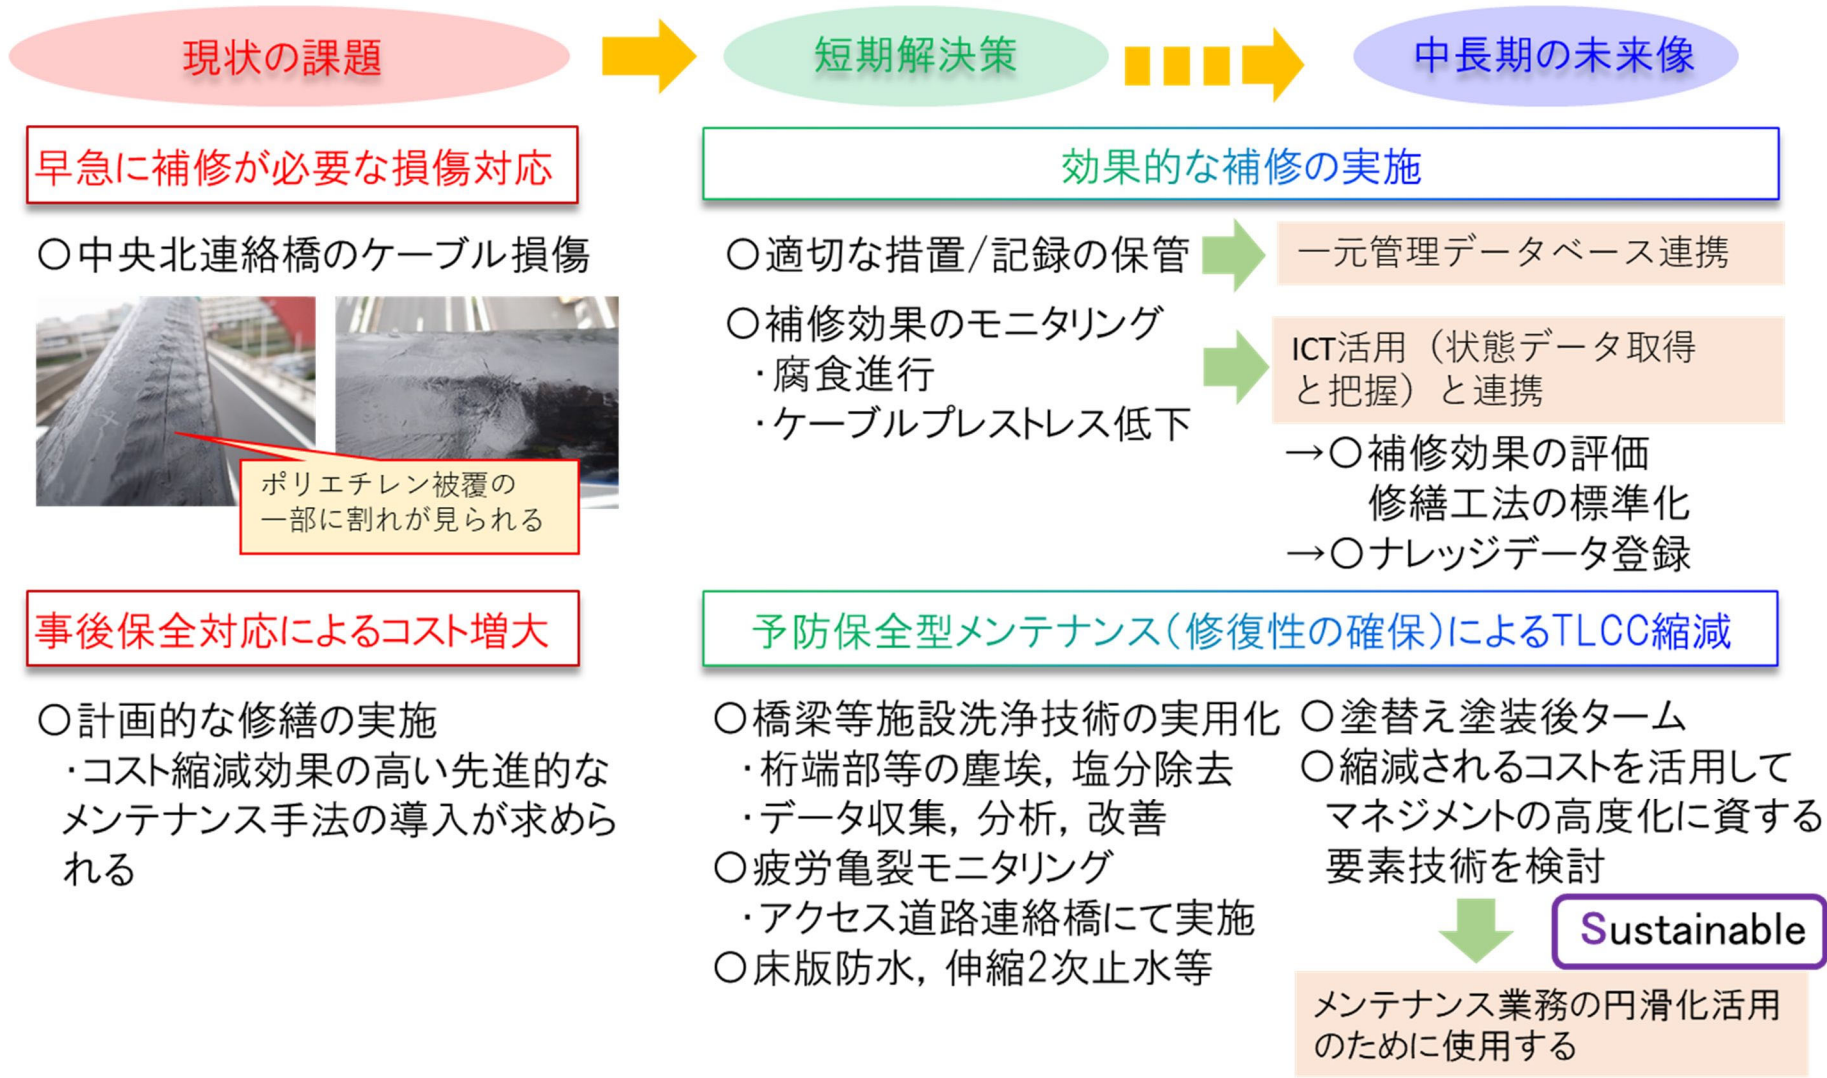 現状の課題
短期解決策
中長期の未来像
早急に補修が必要な損傷対応
〇中央北連絡橋のケーブル損傷
ポリエチレン被覆の
一部に割れが見られる
効果的な補修の実施
〇適切な措置/記録の保管
一元管理データベース連携
〇補修効果のモニタリング
・腐食進行
・ケーブルプレストレス低下
ICT活用（状態データ取得
と把握）と連携
→〇補修効果の評価
修繕工法の標準化
→〇ナレッジデータ登録
事後保全対応によるコスト増大
〇計画的な修繕の実施
・コスト縮減効果の高い先進的な
メンテナンス手法の導入が求めら
れる
予防保全型メンテナンス（修復性の確保）によるTLCC縮減
〇橋梁等施設洗浄技術の実用化
・桁端部等の塵埃，塩分除去
・データ収集，分析，改善
〇疲労亀裂モニタリング
・アクセス道路連絡橋にて実施
〇床版防水，伸縮2次止水等
〇塗替え塗装後ターム
〇縮減されるコストを活用して
マネジメントの高度化に資する
要素技術を検討
Sustainable
メンテナンス業務の円滑化活用
のために使用する